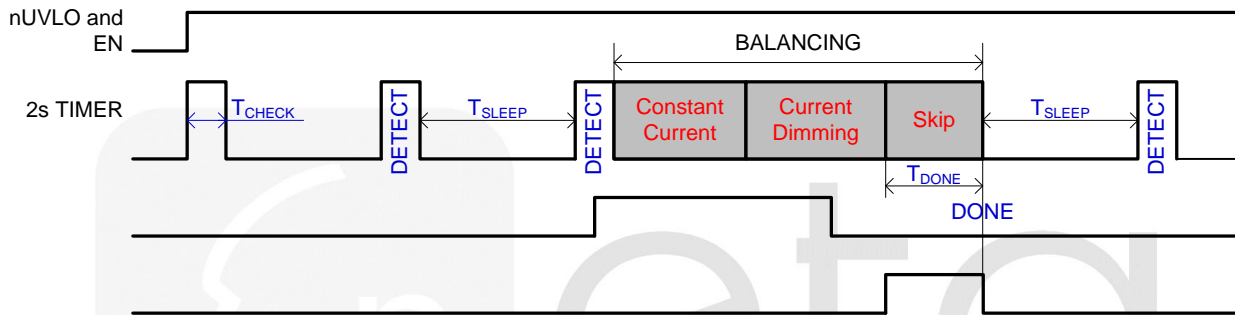 nUVLO and
EN
BALANCING
2s TIMER
TCHECK
DETECT
TSLEEP
DETECT
Constant
Current
Current
Dimming
Skip
TSLEEP
DETECT
TDONE
DONE
eta